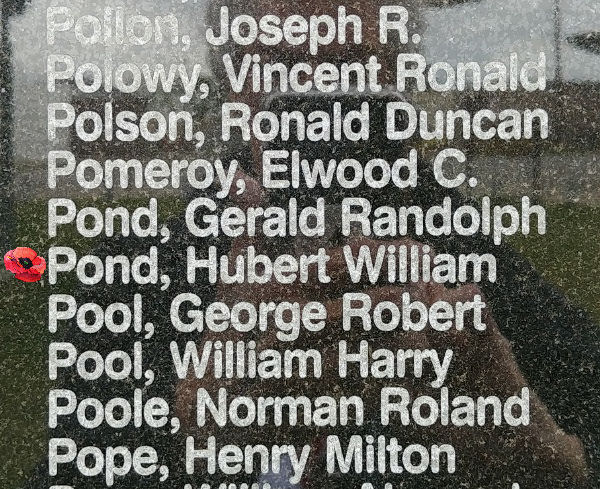 Pollon, Joseph R.
Polowy, Vincent Ronald
Polson, Ronald Duncan
Pomeroy, Elwood C.
Pond, Gerald Randolph
Pond, Hubert William
Pool, George Robert
Pool, William Harry
Poole, Norman Roland
Pope, Henry Milton